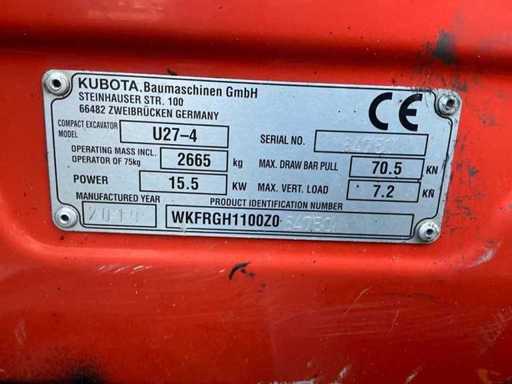 KUBOTA Baumaschinen GmbH
STEINHAUSER STR. 100
66482 ZWEIBRÜCKEN GERMANY
CE
COMPACT EXCAVATOR
MODEL U27-4 SERIAL NO.
OPERATING MASS INCL.
OPERATOR OF 75kg 2665 kg MAX. DRAW BAR PULL 70.5 KN
POWER 15.5 KW MAX. VERT. LOAD 7.2 KN
MANUFACTURED YEAR PRODUCT IDENTIFICATION NUMBER
WKFRGH1100Z0